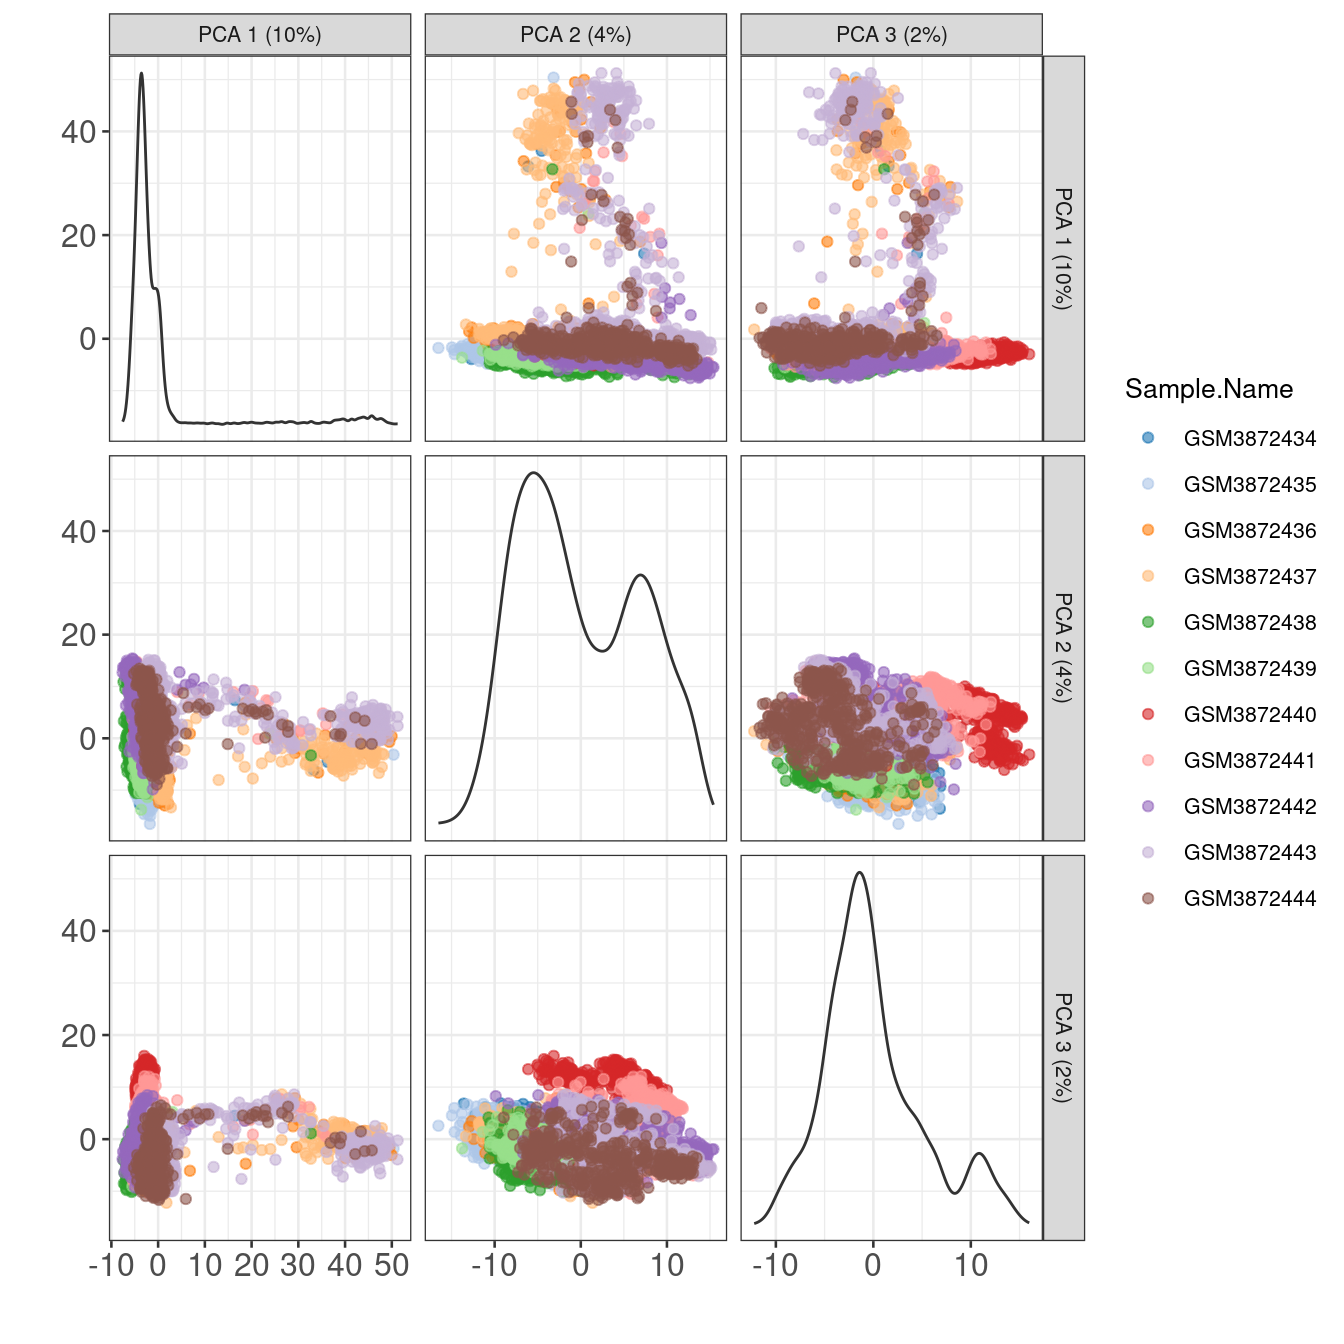 PCA 1 (10%) PCA 2 (4%) PCA 3 (2%)
40
20
0
PCA 1 (10%)
40
20
0
PCA 2 (4%)
40
20
0
PCA 3 (2%)
-10 0 10 20 30 40 50 -10 0 10 -10 0 10
Sample.Name
GSM3872434
GSM3872435
GSM3872436
GSM3872437
GSM3872438
GSM3872439
GSM3872440
GSM3872441
GSM3872442
GSM3872443
GSM3872444